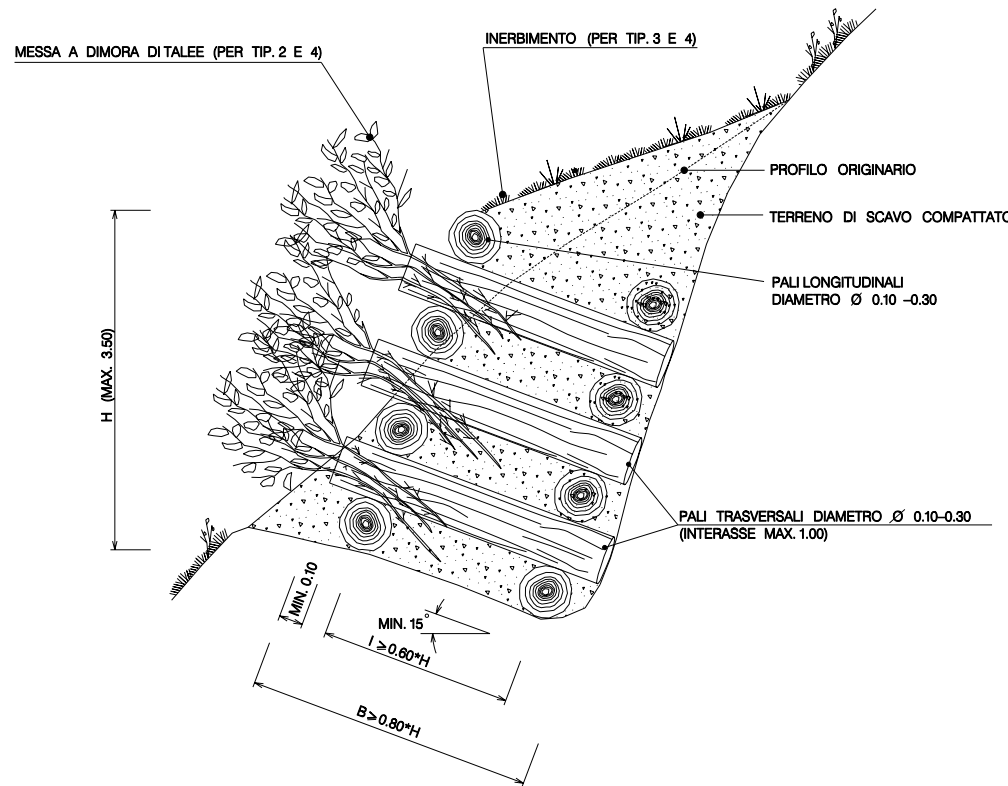 MESSA A DIMORA DI TALEE (PER TIP. 2 E 4)
INERBIMENTO (PER TIP. 3 E 4)
PROFILO ORIGINARIO
TERRENO DI SCAVO COMPATTATO
PALI LONGITUDINALI
DIAMETRO Ø 0.10 -0.30
H (MAX. 3.50)
PALI TRASVERSALI DIAMETRO Ø 0.10-0.30
(INTERASSE MAX. 1.00)
MIN. 0.10
MIN. 15°
I ≥0.60*H
B≥0.80*H